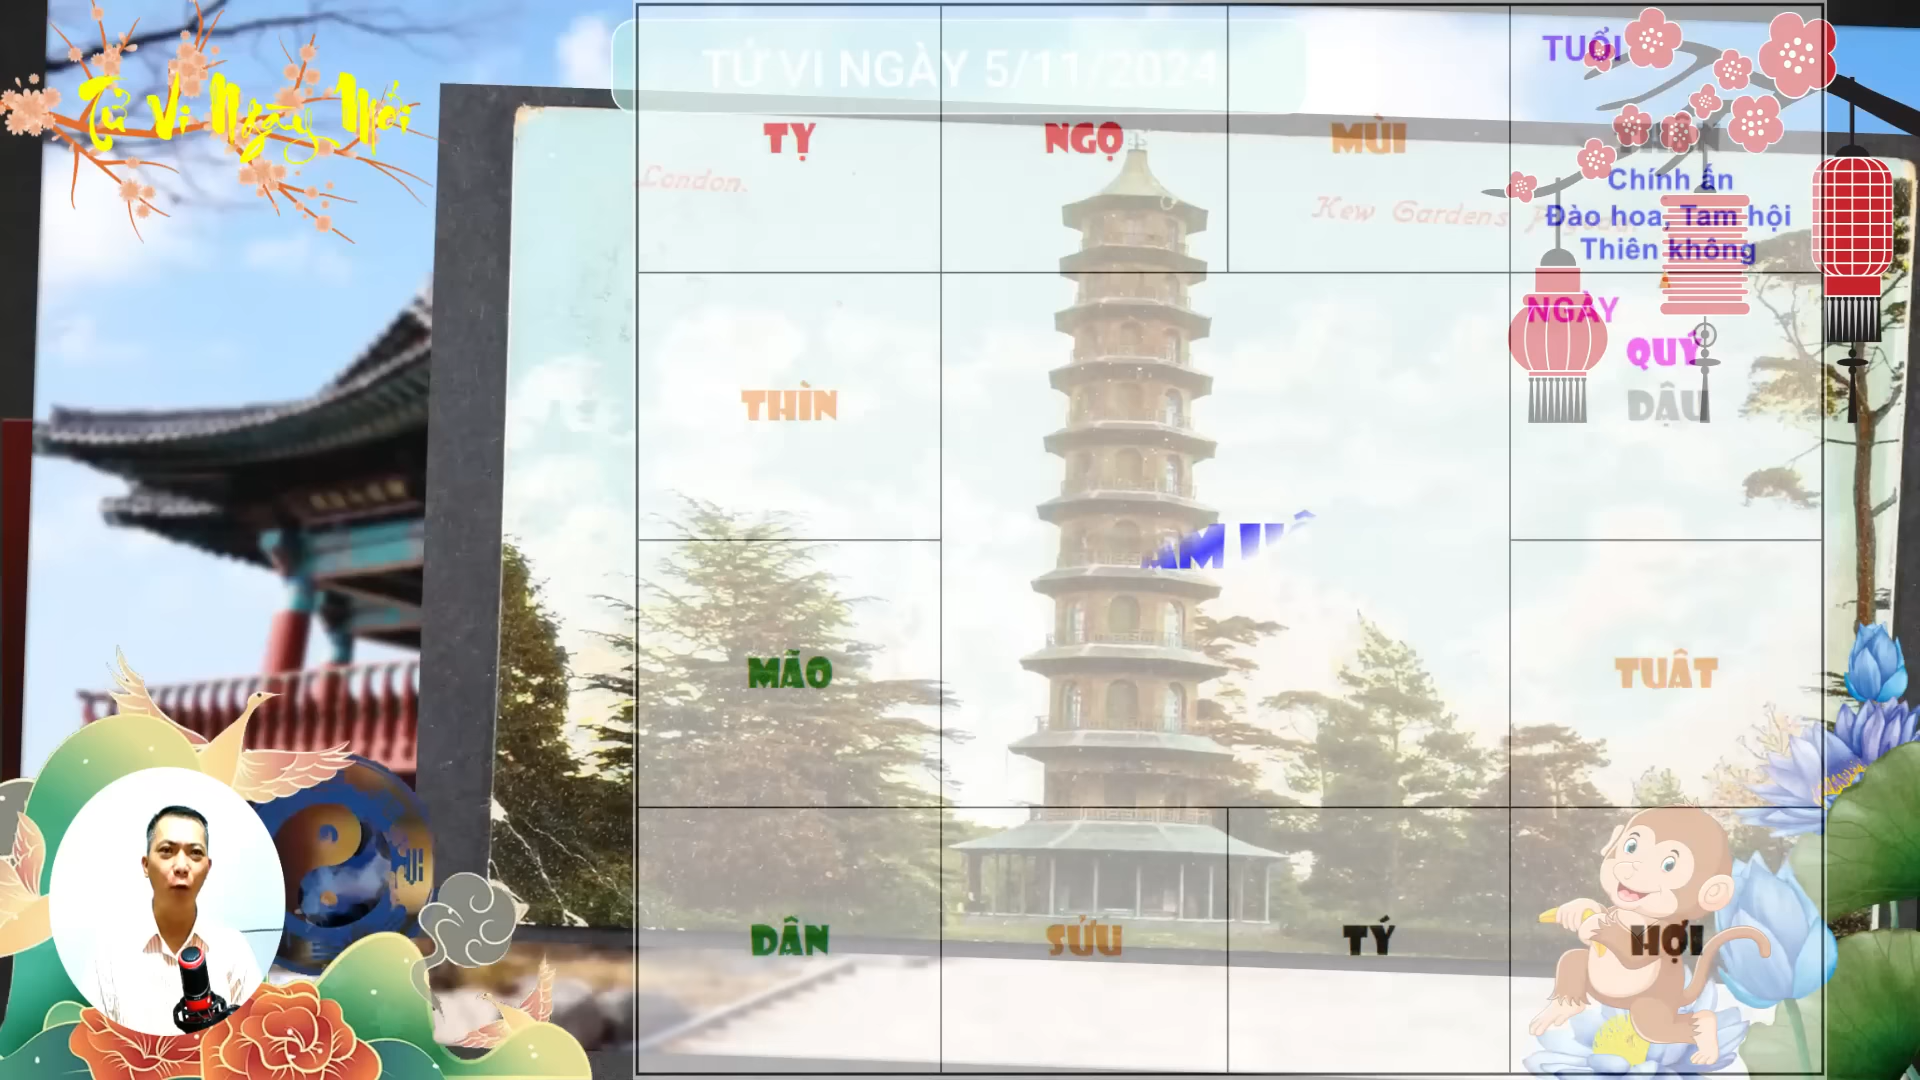 Tử Vi Ngày Mới
TỬ VI NGÀY 5/11/2024
TUỔI
TỴ
NGỌ
MÙI
London.
Kew Gardens
Chính ấn
Đào hoa, Tam hội
Thiên không
NGÀY
QUÝ
THÌN
DẬU
MÃO
TUẤT
DẦN
SỬU
TÝ
HỢI